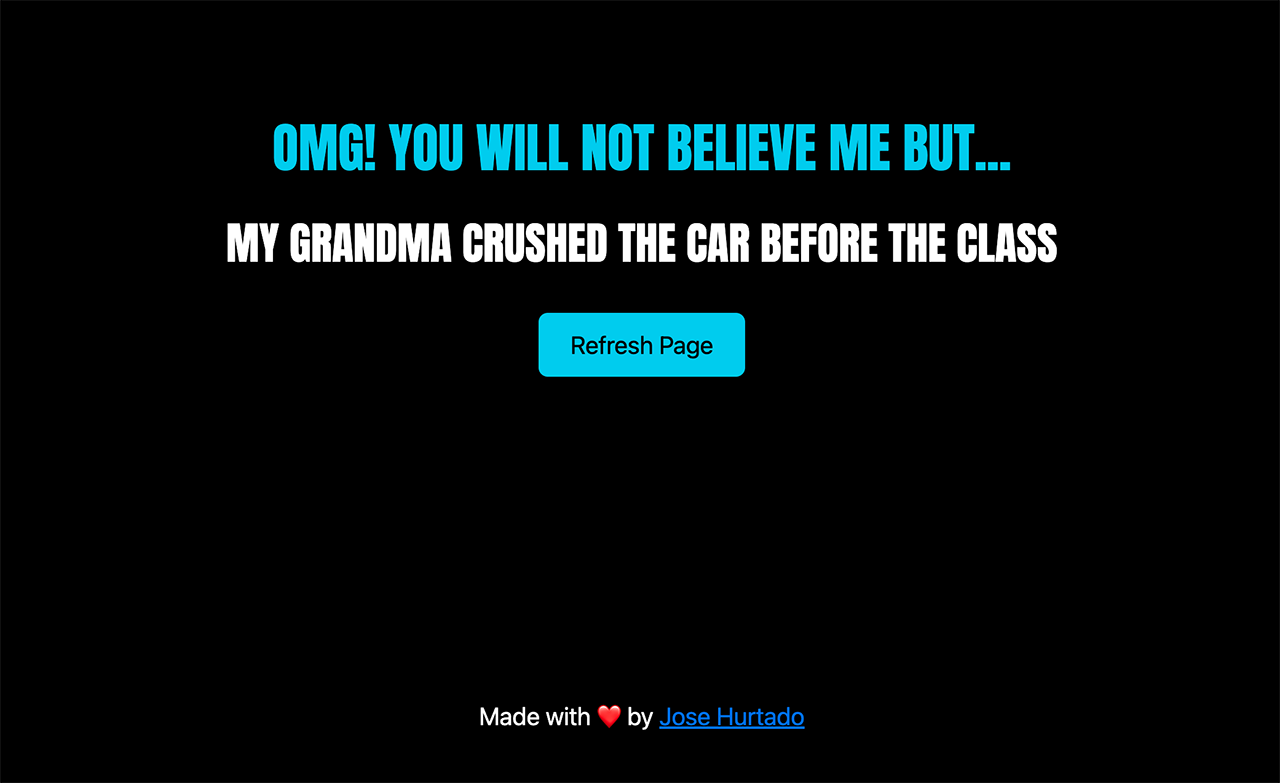 OMG! YOU WILL NOT BELIEVE ME BUT...
MY GRANDMA CRUSHED THE CAR BEFORE THE CLASS
Refresh Page
Made with ❤️ by Jose Hurtado